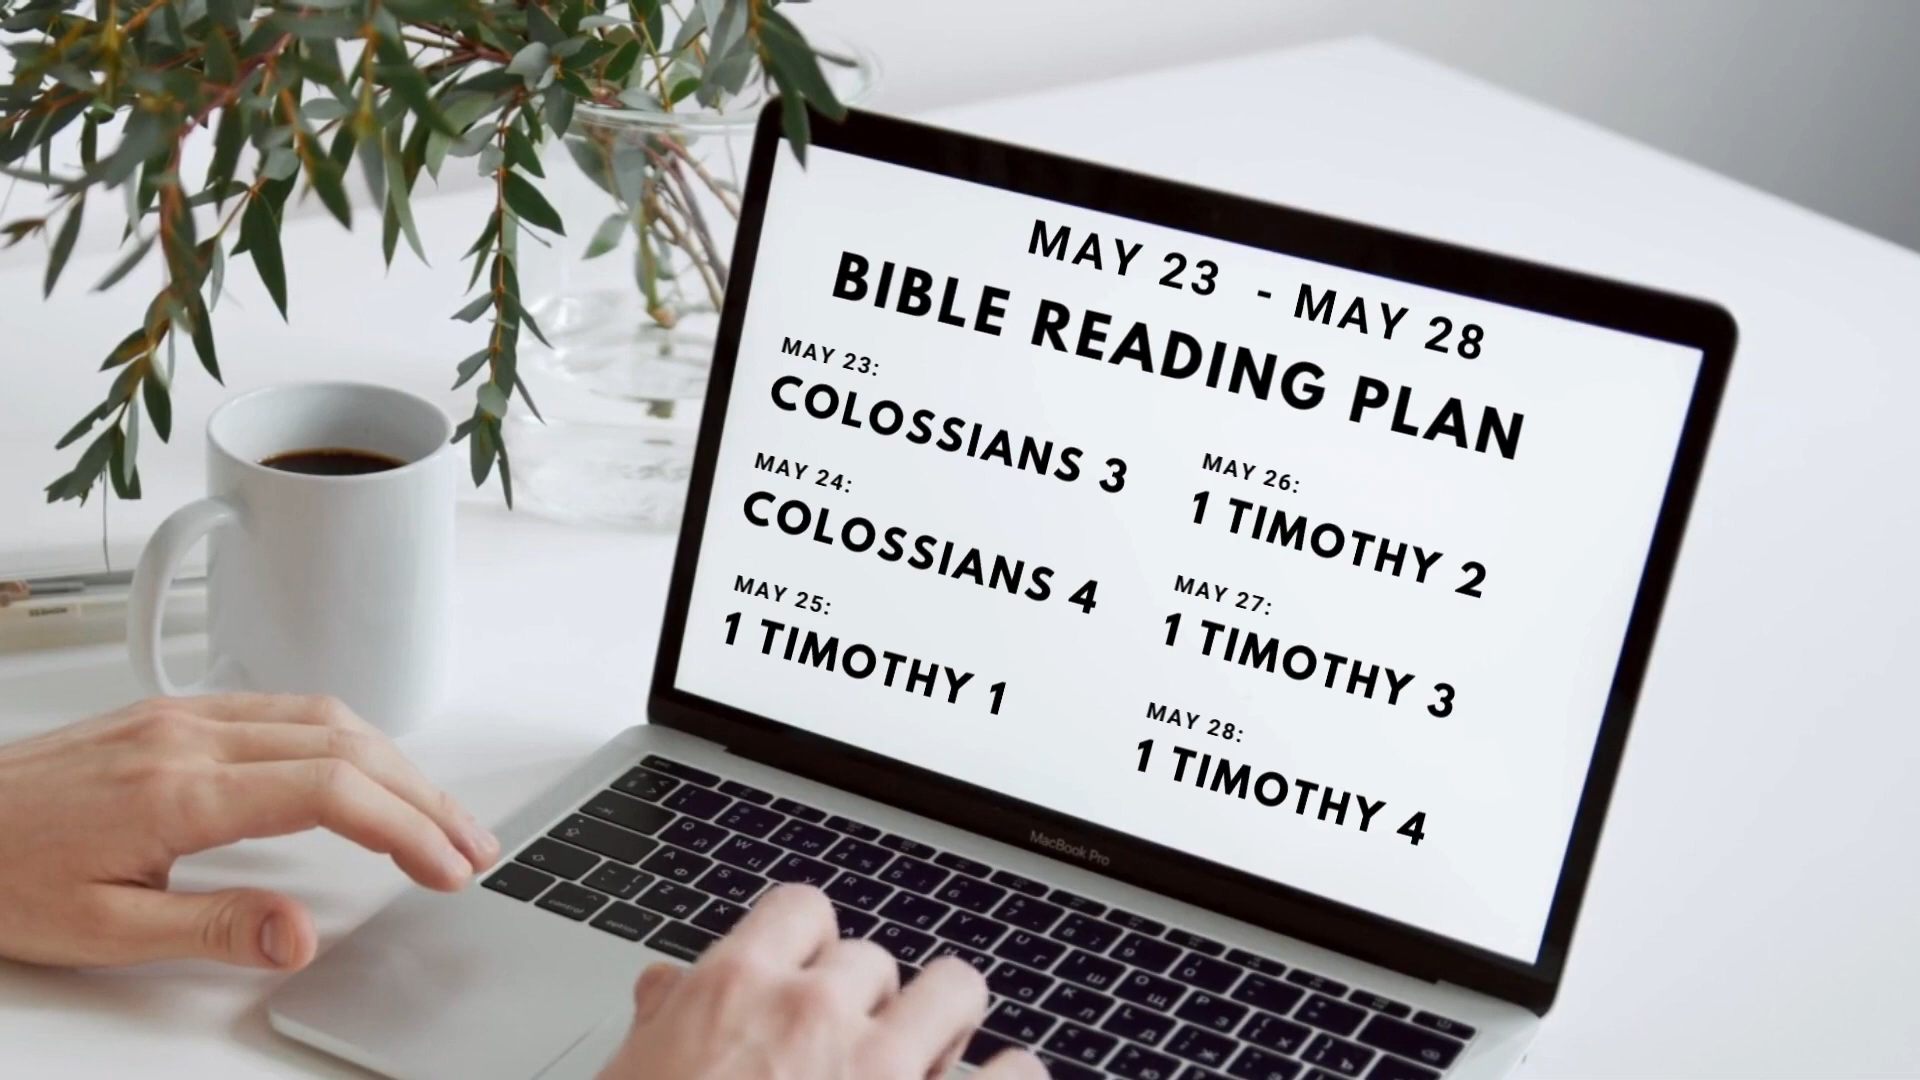 MAY 23 - MAY 28
BIBLE READING PLAN
MAY 23:
COLOSSIANS 3
MAY 24:
COLOSSIANS 4
MAY 25:
1 TIMOTHY 1
MAY 26:
1 TIMOTHY 2
MAY 27:
1 TIMOTHY 3
MAY 28:
1 TIMOTHY 4
MacBook Pro